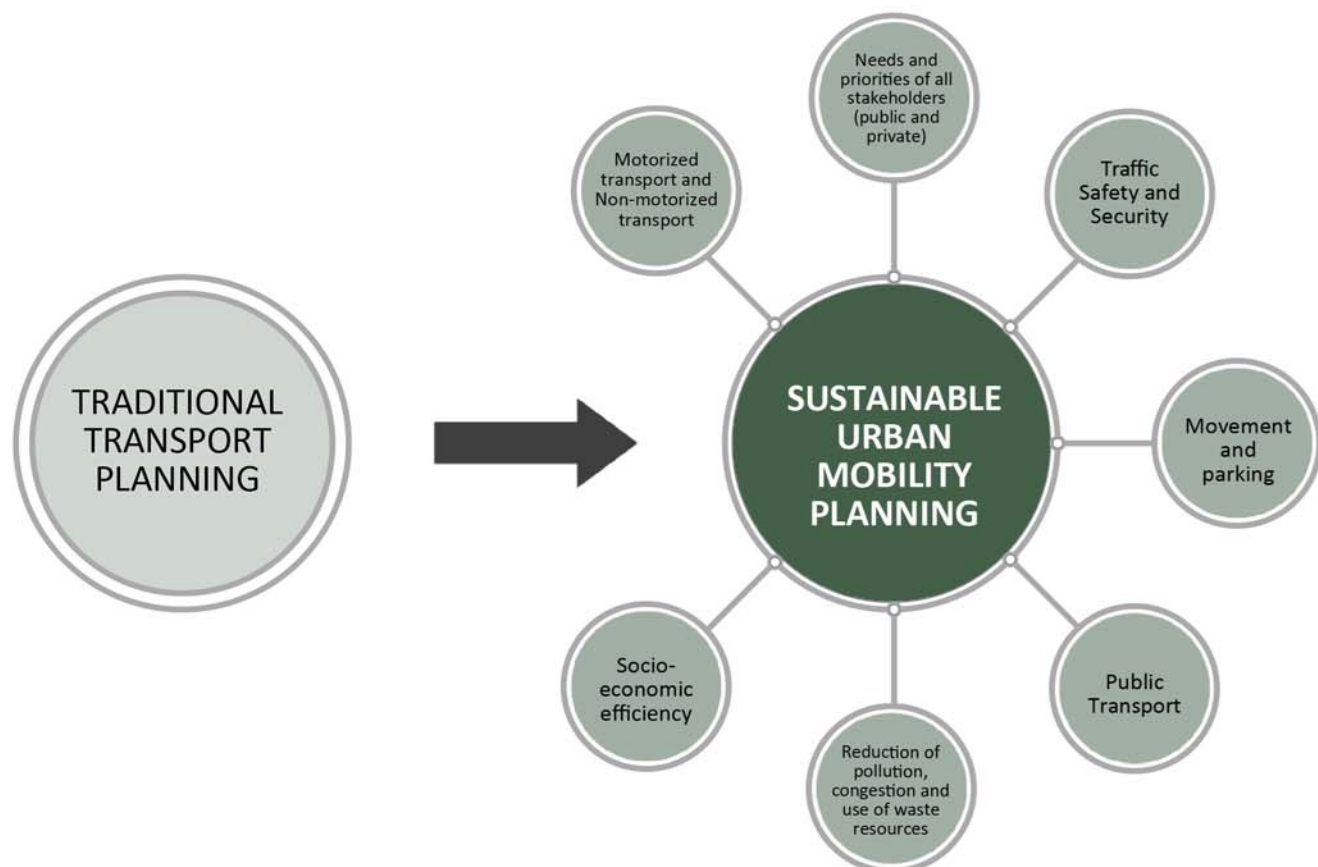 TRADITIONAL
TRANSPORT
PLANNING
SUSTAINABLE
URBAN
MOBILITY
PLANNING
Needs and
priorities of all
stakeholders
(public and
private)
Traffic
Safety and
Security
Movement
and
parking
Public
Transport
Reduction of
pollution,
congestion and
use of waste
resources
Socio-
economic
efficiency
Motorized
transport and
Non-motorized
transport